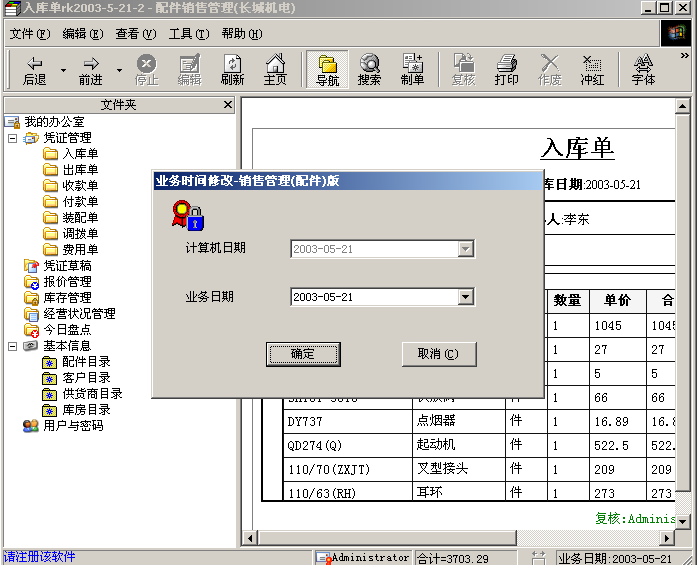 入库单rk2003-5-21-2 - 配件销售管理(长城机电)
文件(F) 编辑(E) 查看(V) 工具(T) 帮助(H)
后退 前进 停止 编辑 刷新 主页 导航 搜索 制单 复核 打印 作废 冲红 字体
文件夹
我的办公室
凭证管理
入库单
出库单
收款单
付款单
装配单
调拨单
费用单
凭证草稿
报价管理
库存管理
经营状况管理
今日盘点
基本信息
配件目录
客户目录
供货商目录
库房目录
用户与密码
入库单
库日期:2003-05-21
人:李东
业务时间修改-销售管理(配件)版
计算机日期 2003-05-21
业务日期 2003-05-21
确定 取消(C)
数量 单价 合
1 1045 1045
1 27 27
1 5 5
1 66 66
DY737 点烟器 件 1 16.89 16.8
QD274(Q) 起动机 件 1 522.5 522.
110/70(ZXJT) 叉型接头 件 1 209 209
110/63(RH) 耳环 件 1 273 273
复核:Adminis
请注册该软件 Administrator 合计=3703.29 业务日期:2003-05-21